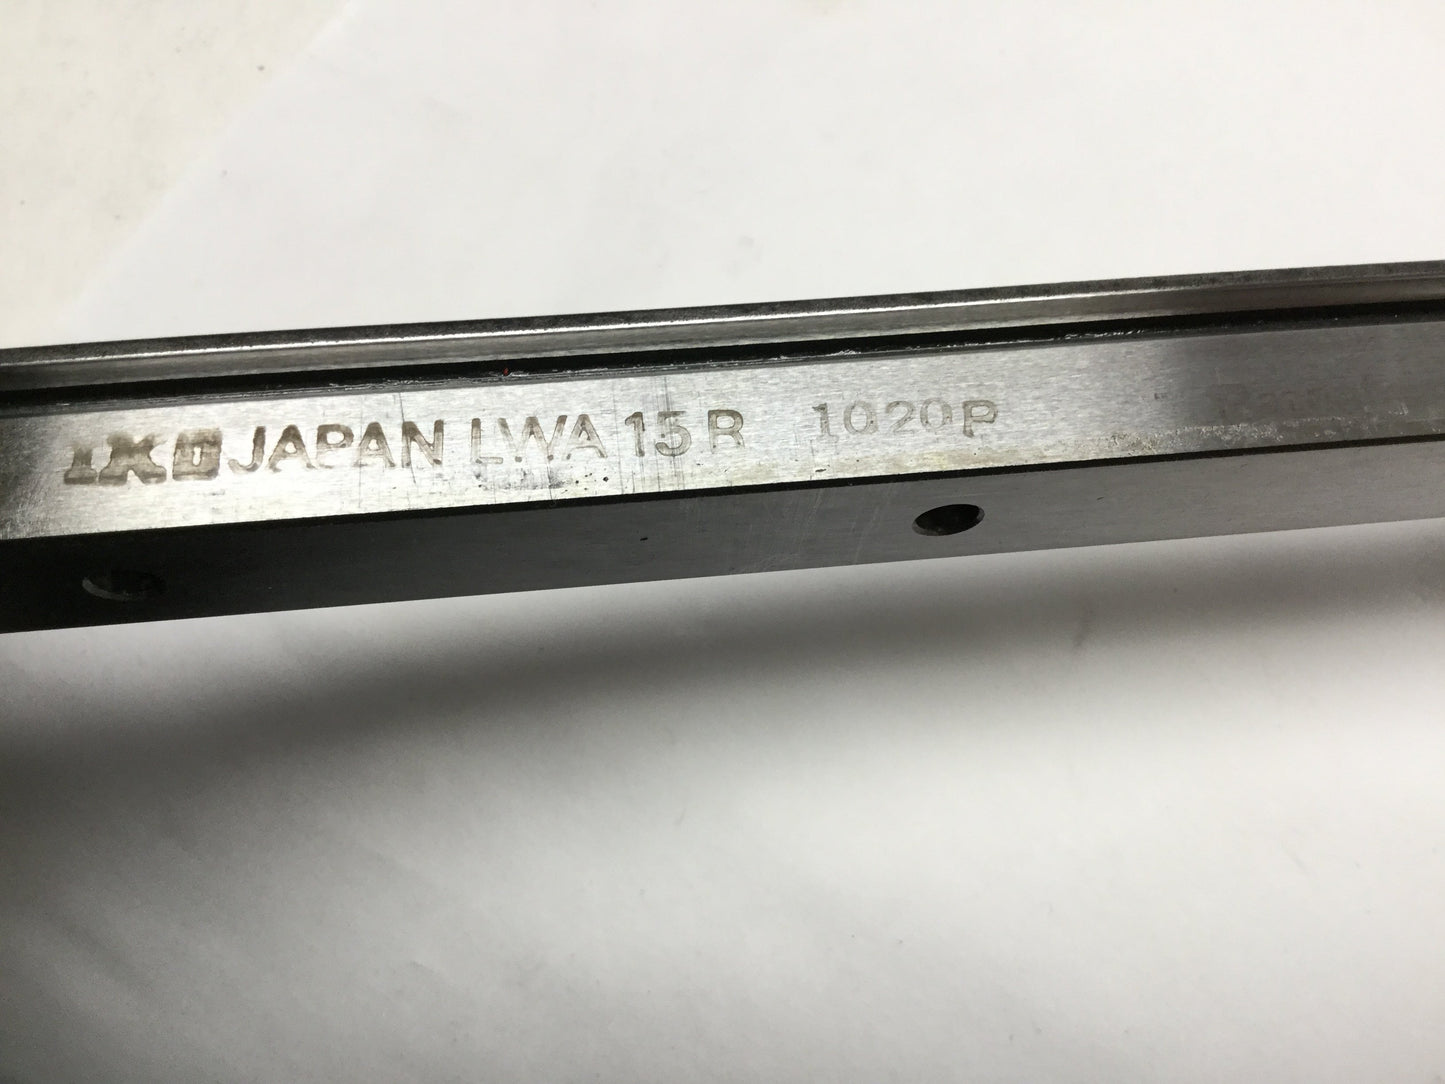 IKO JAPAN LWA 15 R 1020P